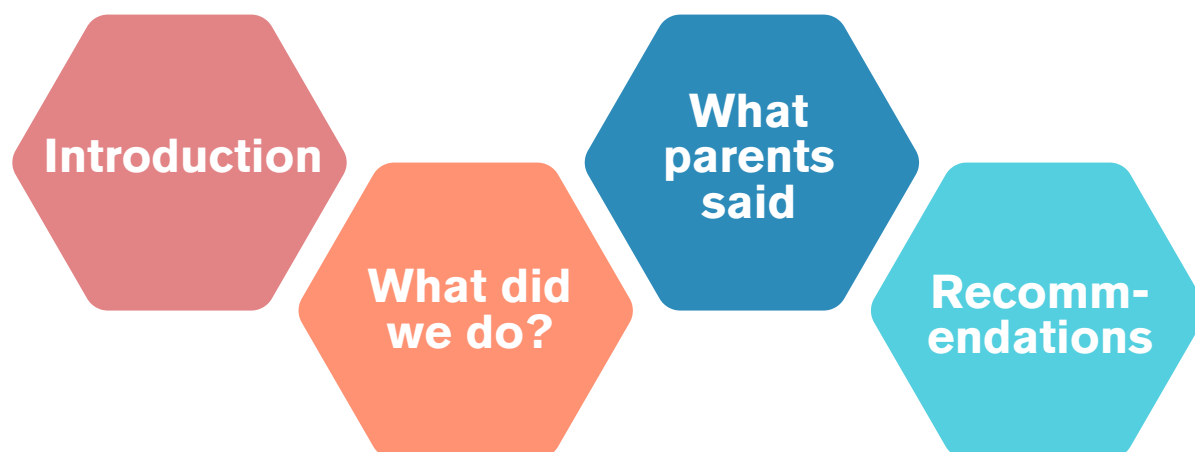 Introduction
What did
we do?
What
parents
said
Recomm-
endations